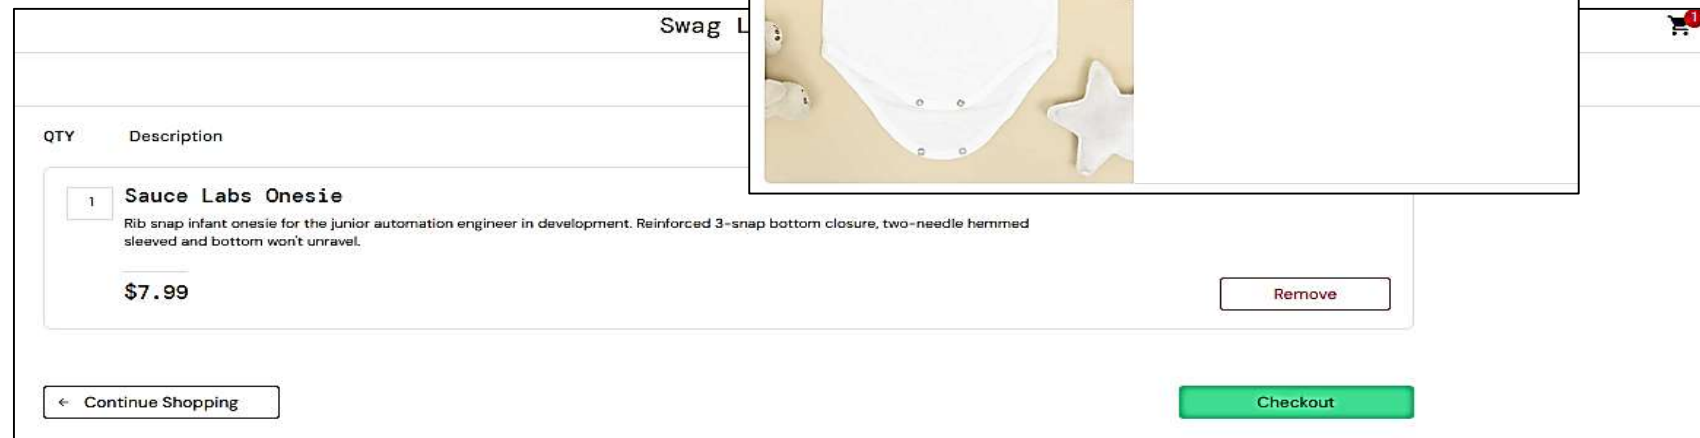 Swag L
1
QTY Description
1 Sauce Labs Onesie
Rib snap infant onesie for the junior automation engineer in development. Reinforced 3-snap bottom closure, two-needle hemmed
sleeved and bottom won't unravel.
$7.99
Remove
← Continue Shopping
Checkout